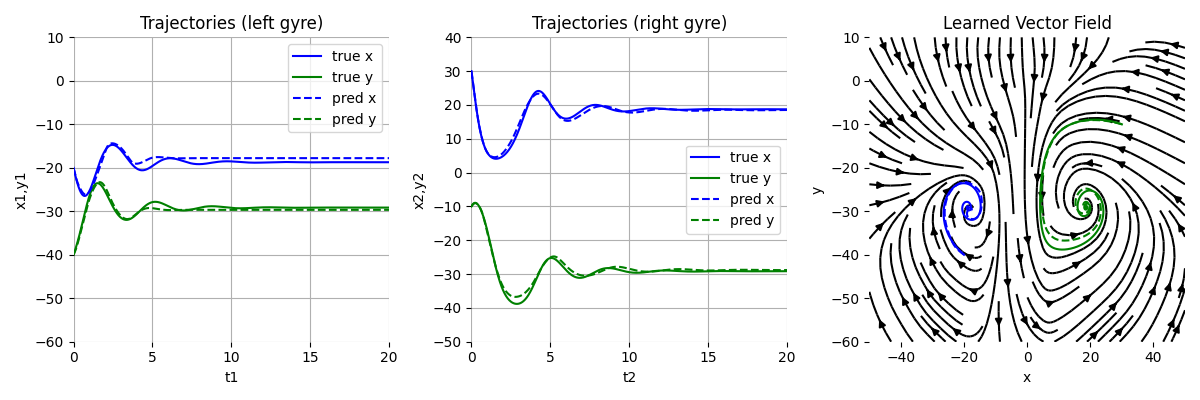 Trajectories (left gyre)
10
0
−10
−20
−30
−40
−50
−60
x1,y1
0
5
10
15
20
t1
true x
true y
pred x
pred y
Trajectories (right gyre)
40
30
20
10
0
−10
−20
−30
−40
−50
x2,y2
0
5
10
15
20
t2
true x
true y
pred x
pred y
Learned Vector Field
10
0
−10
−20
−30
−40
−50
−60
y
−40
−20
0
20
40
x